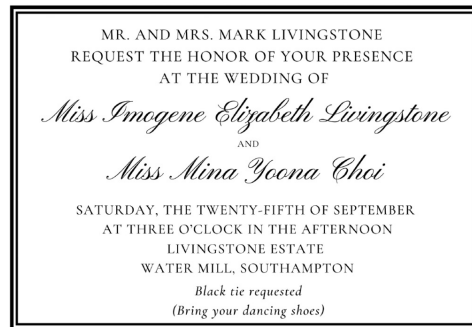 MR. AND MRS. MARK LIVINGSTONE
REQUEST THE HONOR OF YOUR PRESENCE
AT THE WEDDING OF
Miss Imogene Elizabeth Livingstone
AND
Miss Mina Yoona Choi
SATURDAY, THE TWENTY-FIFTH OF SEPTEMBER
AT THREE O'CLOCK IN THE AFTERNOON
LIVINGSTONE ESTATE
WATER MILL, SOUTHAMPTON
Black tie requested
(Bring your dancing shoes)